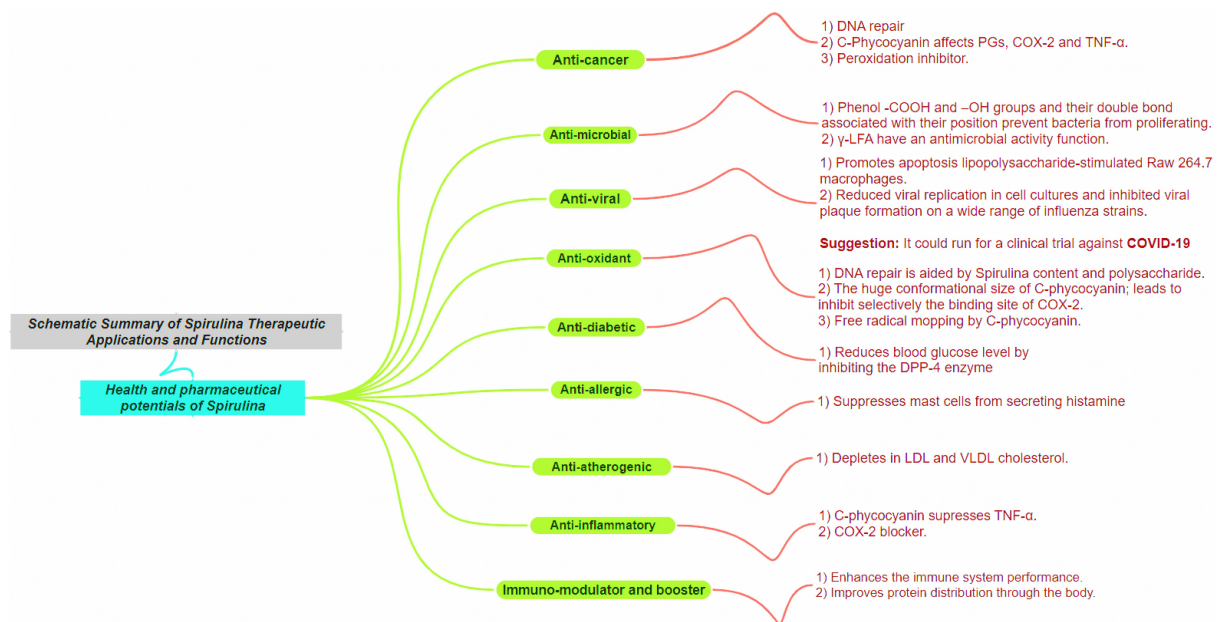 Schematic Summary of Spirulina Therapeutic
Applications and Functions
Health and pharmaceutical
potentials of Spirulina
Anti-cancer
1) DNA repair
2) C-Phycocyanin affects PGs, COX-2 and TNF-α.
3) Peroxidation inhibitor.
Anti-microbial
1) Phenol -COOH and –OH groups and their double bond
associated with their position prevent bacteria from proliferating.
2) γ-LFA have an antimicrobial activity function.
Anti-viral
1) Promotes apoptosis lipopolysaccharide-stimulated Raw 264.7
macrophages.
2) Reduced viral replication in cell cultures and inhibited viral
plaque formation on a wide range of influenza strains.
Suggestion: It could run for a clinical trial against COVID-19
Anti-oxidant
1) DNA repair is aided by Spirulina content and polysaccharide.
2) The huge conformational size of C-phycocyanin; leads to
inhibit selectively the binding site of COX-2.
3) Free radical mopping by C-phycocyanin.
Anti-diabetic
1) Reduces blood glucose level by
inhibiting the DPP-4 enzyme
Anti-allergic
1) Suppresses mast cells from secreting histamine
Anti-atherogenic
1) Depletes in LDL and VLDL cholesterol.
Anti-inflammatory
1) C-phycocyanin supresses TNF-α.
2) COX-2 blocker.
Immuno-modulator and booster
1) Enhances the immune system performance.
2) Improves protein distribution through the body.